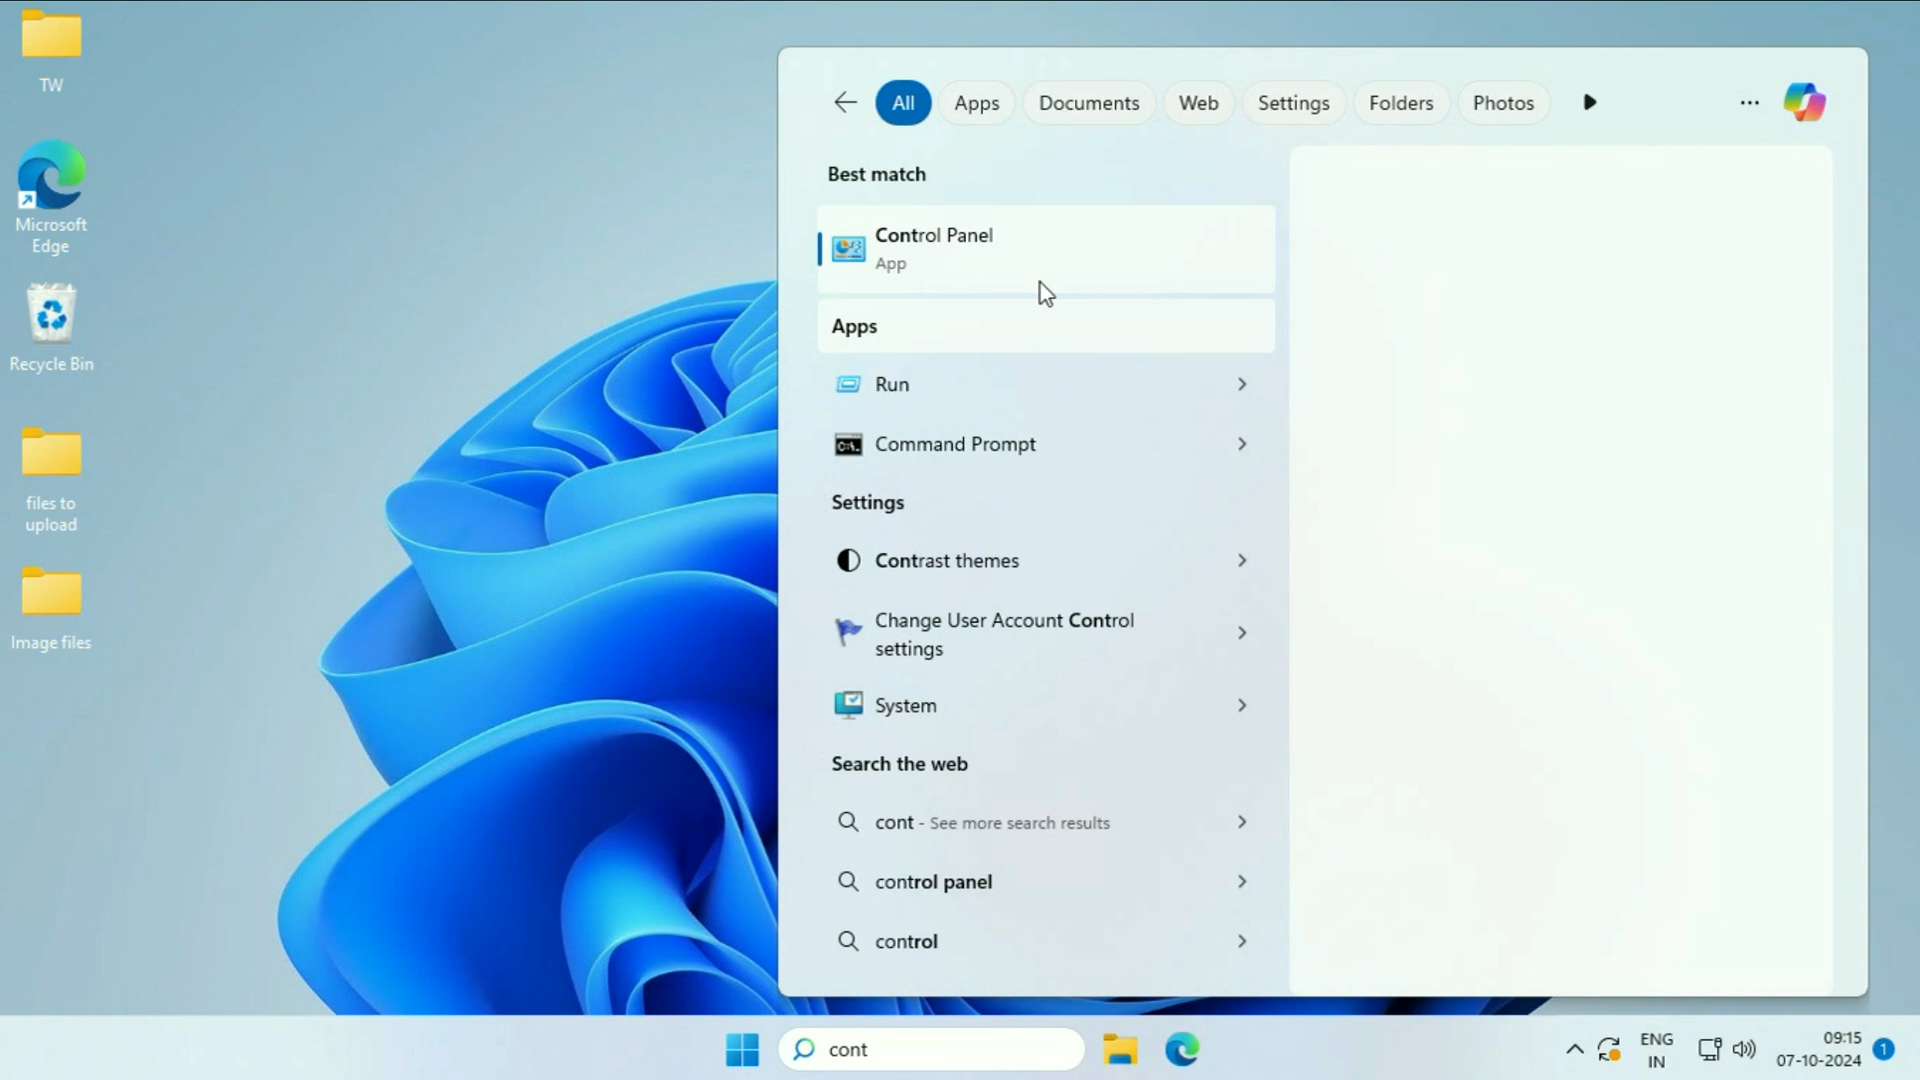 TW
Microsoft
Edge
Recycle Bin
files to
upload
Image files
All
Apps
Documents
Web
Settings
Folders
Photos
Best match
Control Panel
App
Apps
Run
Command Prompt
Settings
Contrast themes
Change User Account Control
settings
System
Search the web
cont - See more search results
control panel
control
cont
ENG
IN
09:15
07-10-2024
1